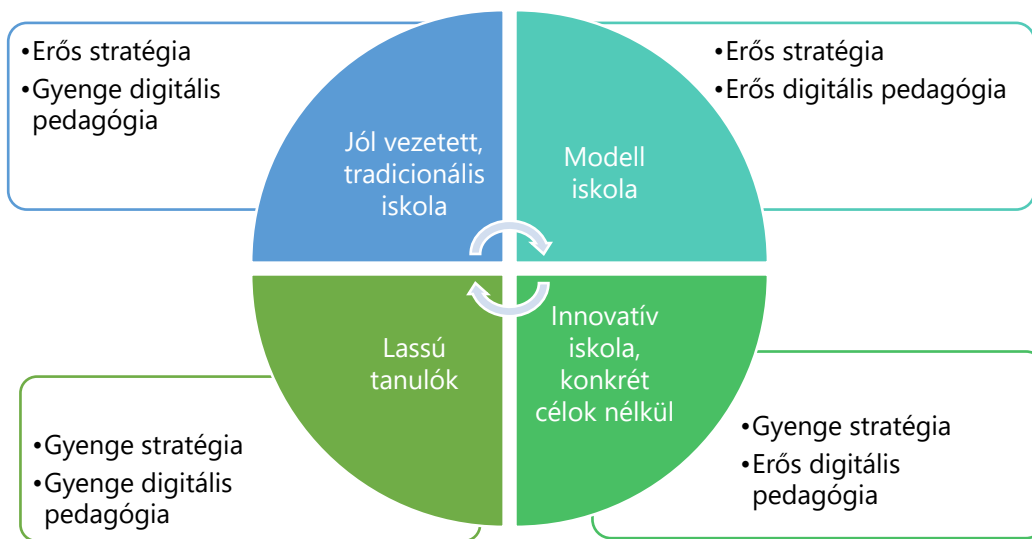 •Erős stratégia
•Gyenge digitális
pedagógia
Jól vezetett,
tradicionális
iskola
•Erős stratégia
•Erős digitális pedagógia
Modell
iskola
Lassú
tanulók
•Gyenge stratégia
•Gyenge digitális
pedagógia
Innovatív
iskola,
konkrét
célok nélkül
•Gyenge stratégia
•Erős digitális
pedagógia